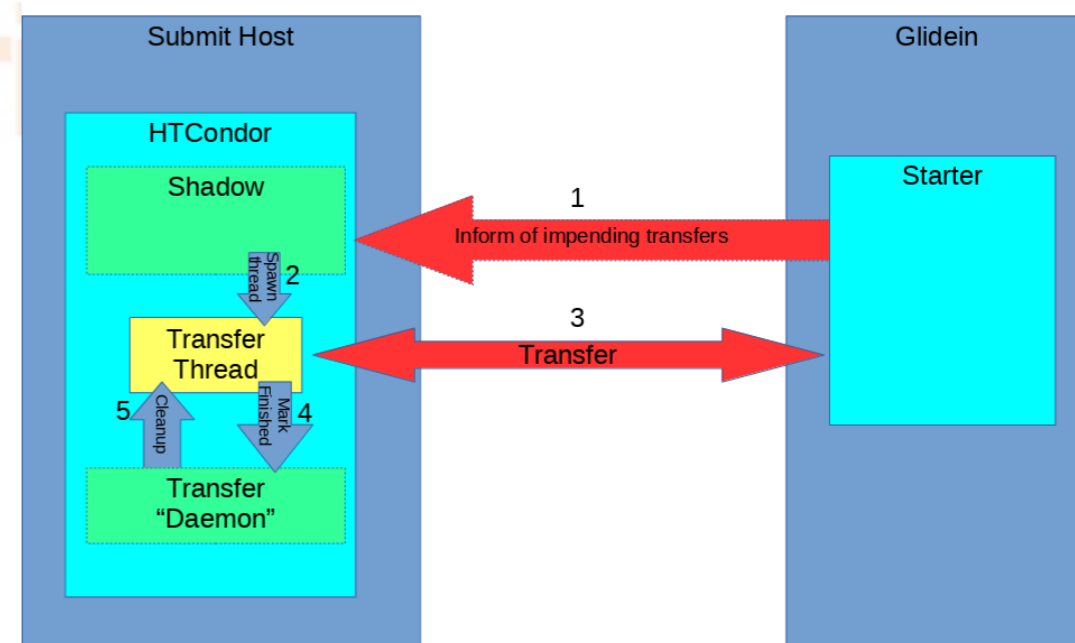 Submit Host
Glidein
HTCondor
Shadow
Starter
1
Inform of impending transfers
Spawn
thread
2
3
Transfer
Thread
Transfer
5
Cleanup
Mark
Finished
4
Transfer
“Daemon”